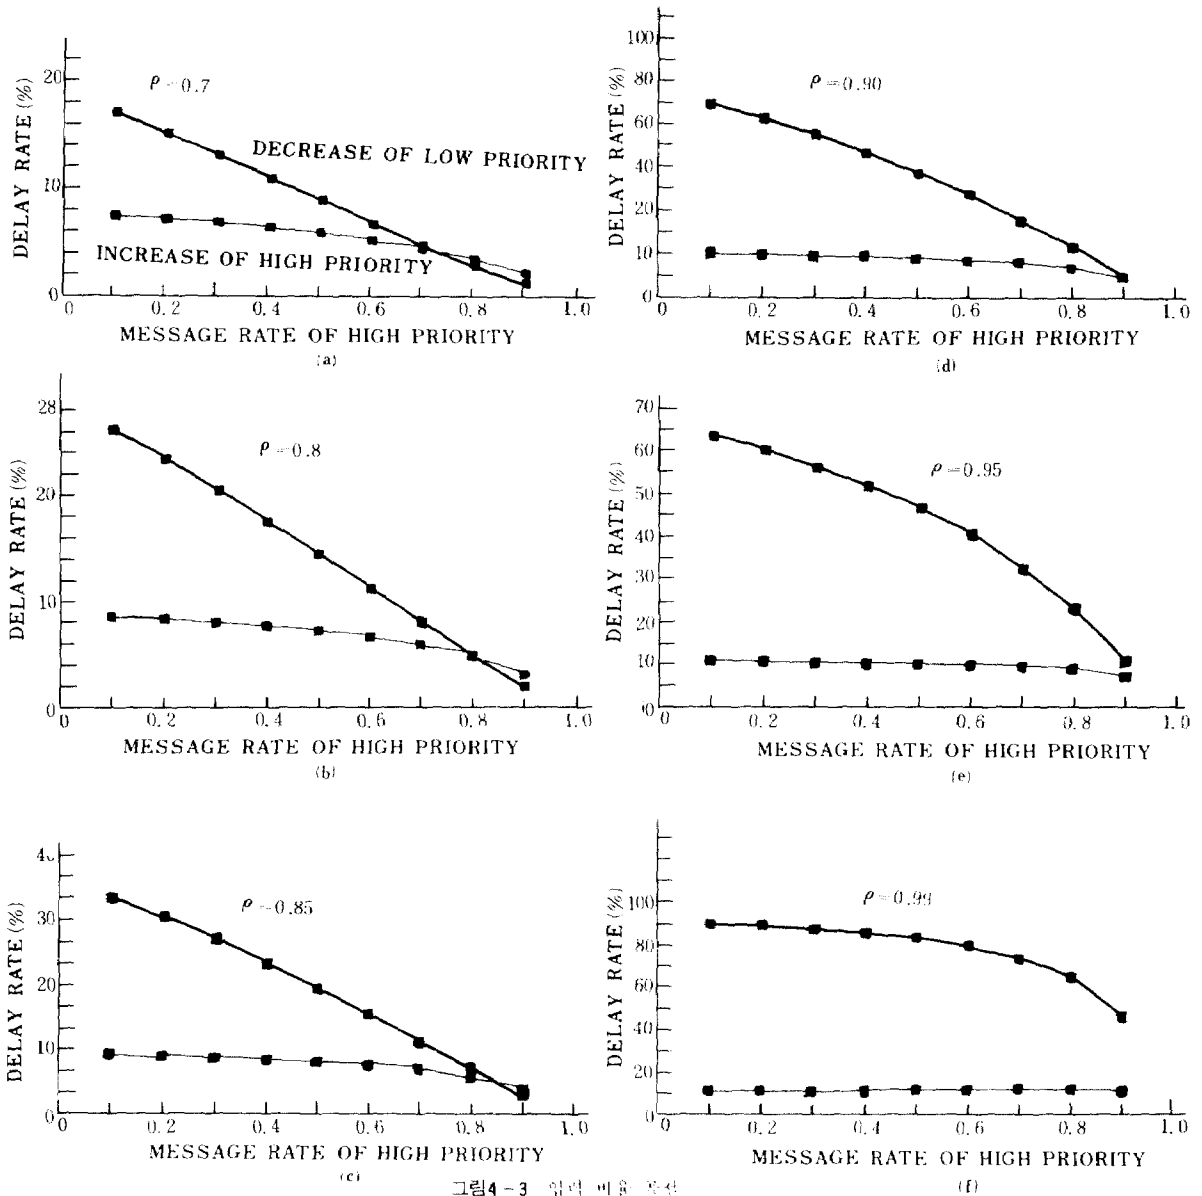 DELAY RATE (%)
20
10
0
ρ=0.7
DECREASE OF LOW PRIORITY
INCREASE OF HIGH PRIORITY
0 0.2 0.4 0.6 0.8 1.0
MESSAGE RATE OF HIGH PRIORITY
(a)
DELAY RATE (%)
28
20
10
0
ρ=0.8
0 0.2 0.4 0.6 0.8 1.0
MESSAGE RATE OF HIGH PRIORITY
(b)
DELAY RATE (%)
30
20
10
0
ρ=0.85
0 0.2 0.4 0.6 0.8 1.0
MESSAGE RATE OF HIGH PRIORITY
(c)
DELAY RATE (%)
100
80
60
40
20
10
0
ρ=0.90
0 0.2 0.4 0.6 0.8 1.0
MESSAGE RATE OF HIGH PRIORITY
(d)
DELAY RATE (%)
70
60
50
40
30
20
10
0
ρ=0.95
0 0.2 0.4 0.6 0.8 1.0
MESSAGE RATE OF HIGH PRIORITY
(e)
DELAY RATE (%)
100
80
60
40
20
0
ρ=0.99
0 0.2 0.4 0.6 0.8 1.0
MESSAGE RATE OF HIGH PRIORITY
(f)
그림4-3